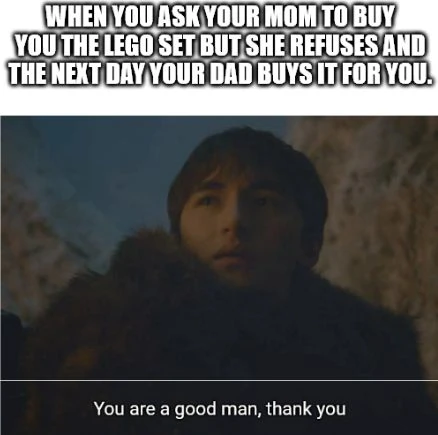 WHEN YOU ASK YOUR MOM TO BUY
YOU THE LEGO SET BUT SHE REFUSES AND
THE NEXT DAY YOUR DAD BUYS IT FOR YOU.
You are a good man, thank you